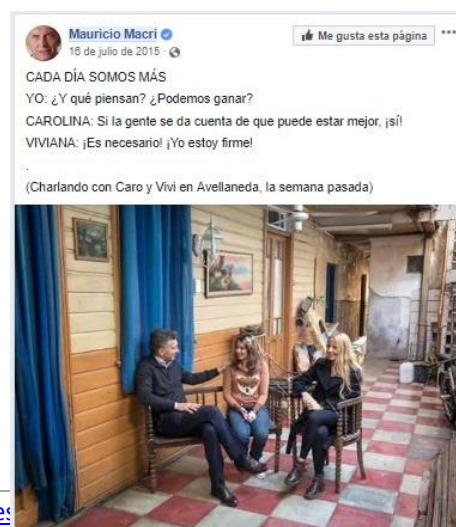 Mauricio Macri
16 de julio de 2015 ·
Me gusta esta página
CADA DÍA SOMOS MÁS
YO: ¿Y qué piensan? ¿Podemos ganar?
CAROLINA: Si la gente se da cuenta de que puede estar mejor, ¡sí!
VIVIANA: ¡Es necesario! ¡Yo estoy firme!
.
(Charlando con Caro y Vivi en Avellaneda, la semana pasada)